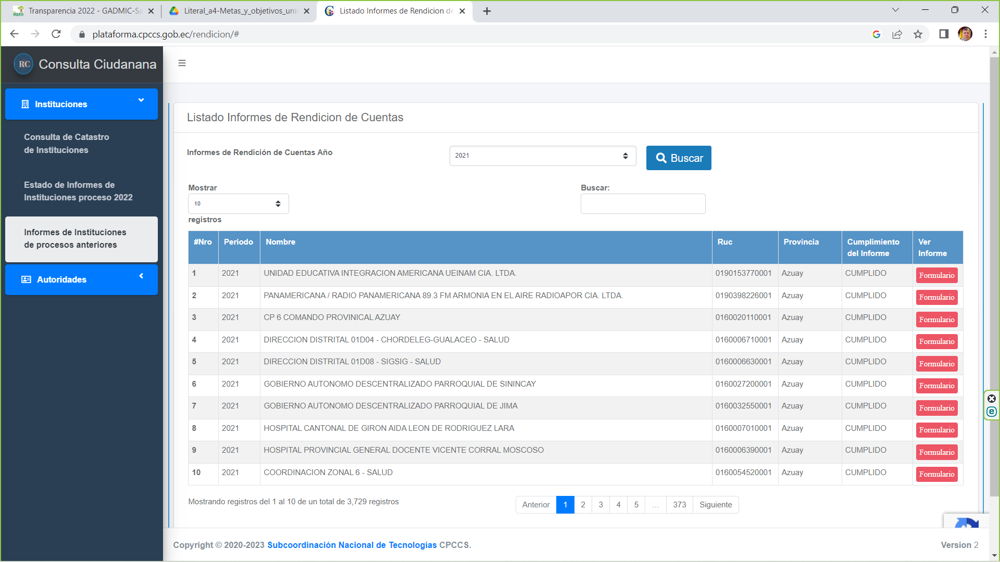 Transparencia 2022 - GADMIC-Sa
Literal_a4-Metas_y_objetivos_uni
Listado Informes de Rendicion de
plataforma.cpccs.gob.ec/rendicion/#
RC Consulta Ciudanana
Instituciones
Consulta de Catastro
de Instituciones
Estado de Informes de
Instituciones proceso 2022
Informes de Instituciones
de procesos anteriores
Autoridades
Listado Informes de Rendicion de Cuentas
Informes de Rendición de Cuentas Año 2021 Buscar
Mostrar Buscar:
10
registros
#Nro Periodo Nombre Ruc Provincia Cumplimiento del Informe Ver Informe
1 2021 UNIDAD EDUCATIVA INTEGRACION AMERICANA UEINAM CIA. LTDA. 0190153770001 Azuay CUMPLIDO Formulario
2 2021 PANAMERICANA / RADIO PANAMERICANA 89.3 FM ARMONIA EN EL AIRE RADIOAPOR CIA. LTDA. 0190398226001 Azuay CUMPLIDO Formulario
3 2021 CP 6 COMANDO PROVINICAL AZUAY 0160020110001 Azuay CUMPLIDO Formulario
4 2021 DIRECCION DISTRITAL 01D04 - CHORDELEG-GUALACEO - SALUD 0160006710001 Azuay CUMPLIDO Formulario
5 2021 DIRECCION DISTRITAL 01D08 - SIGSIG - SALUD 0160006630001 Azuay CUMPLIDO Formulario
6 2021 GOBIERNO AUTONOMO DESCENTRALIZADO PARROQUIAL DE SININCAY 0160027200001 Azuay CUMPLIDO Formulario
7 2021 GOBIERNO AUTONOMO DESCENTRALIZADO PARROQUIAL DE JIMA 0160032550001 Azuay CUMPLIDO Formulario
8 2021 HOSPITAL CANTONAL DE GIRON AIDA LEON DE RODRIGUEZ LARA 0160007010001 Azuay CUMPLIDO Formulario
9 2021 HOSPITAL PROVINCIAL GENERAL DOCENTE VICENTE CORRAL MOSCOSO 0160006390001 Azuay CUMPLIDO Formulario
10 2021 COORDINACION ZONAL 6 - SALUD 0160054520001 Azuay CUMPLIDO Formulario
Mostrando registros del 1 al 10 de un total de 3,729 registros Anterior 1 2 3 4 5 … 373 Siguiente
Copyright © 2020-2023 Subcoordinación Nacional de Tecnologías CPCCS. Version 2